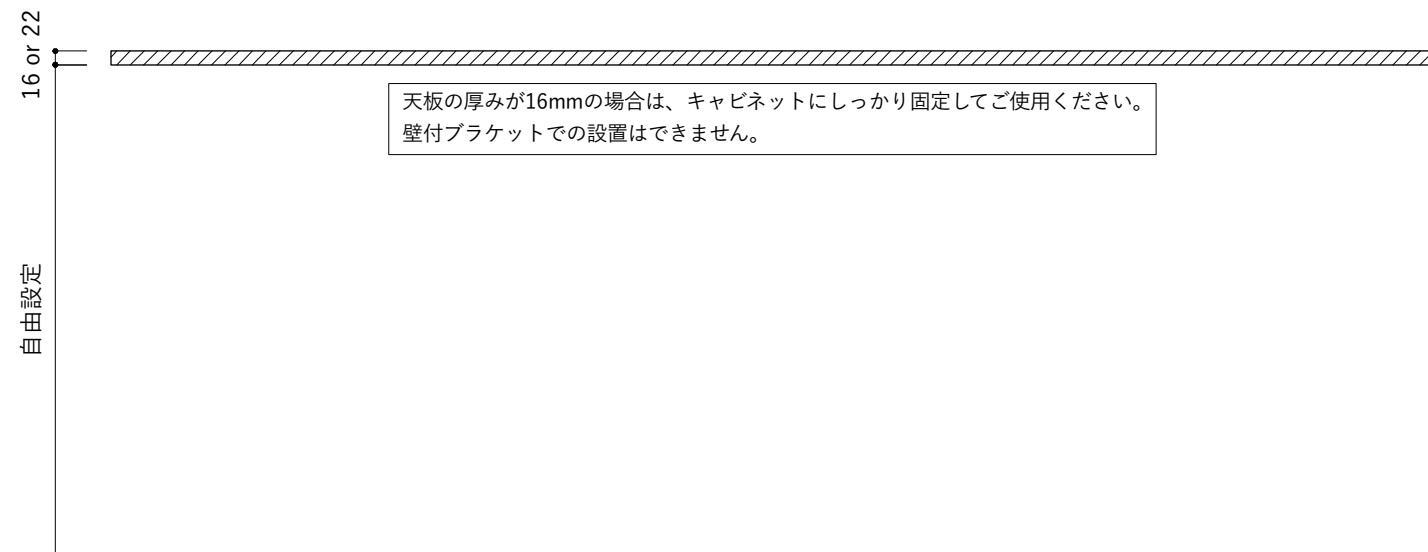 16 or 22
天板の厚みが16mmの場合は、キャビネットにしっかり固定してご使用ください。
壁付ブラケットでの設置はできません。
自由設定